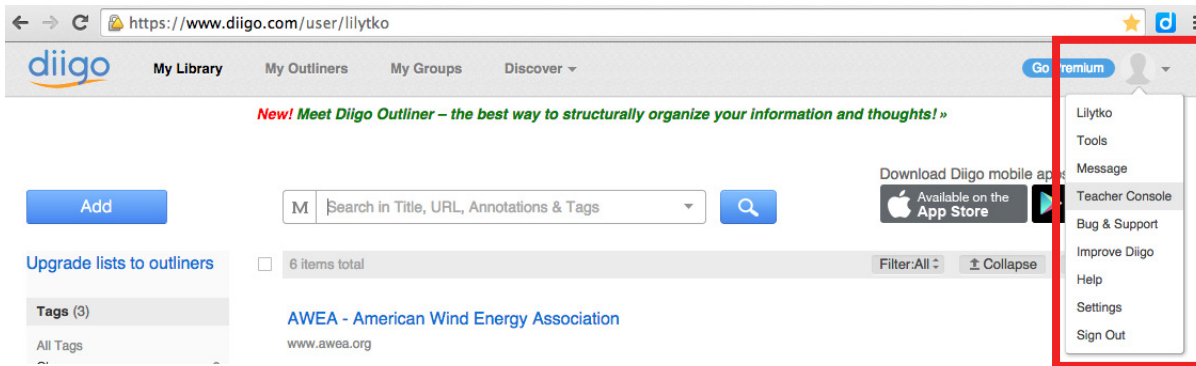 https://www.diigo.com/user/lilytko
diigo My Library My Outliners My Groups Discover Go Premium
New! Meet Diigo Outliner – the best way to structurally organize your information and thoughts! »
Lilytko
Tools
Message
Teacher Console
Bug & Support
Improve Diigo
Help
Settings
Sign Out
Download Diigo mobile apps
Add
M Search in Title, URL, Annotations & Tags
Available on the
App Store
Upgrade lists to outliners
6 items total Filter:All Collapse
Tags (3)
All Tags
AWEA - American Wind Energy Association
www.awea.org